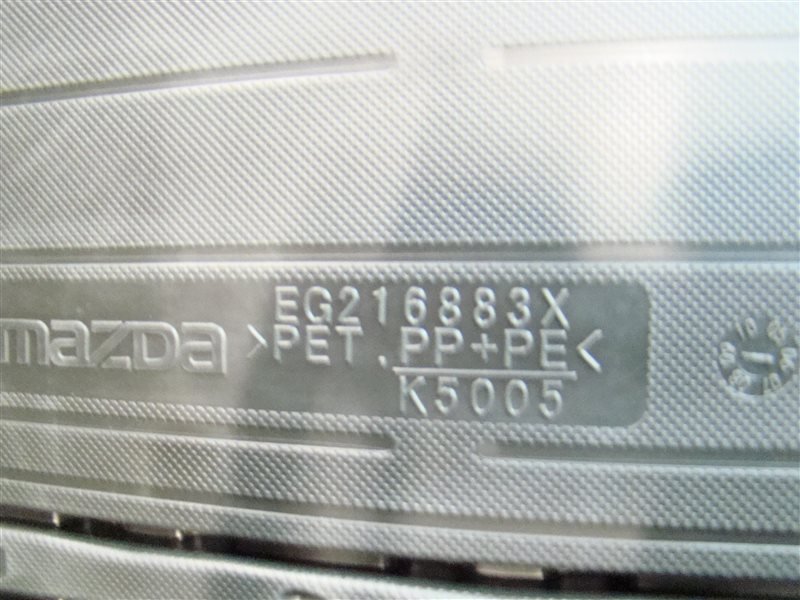 mazda
EG216883X
>PET.PP+PE<
K5005